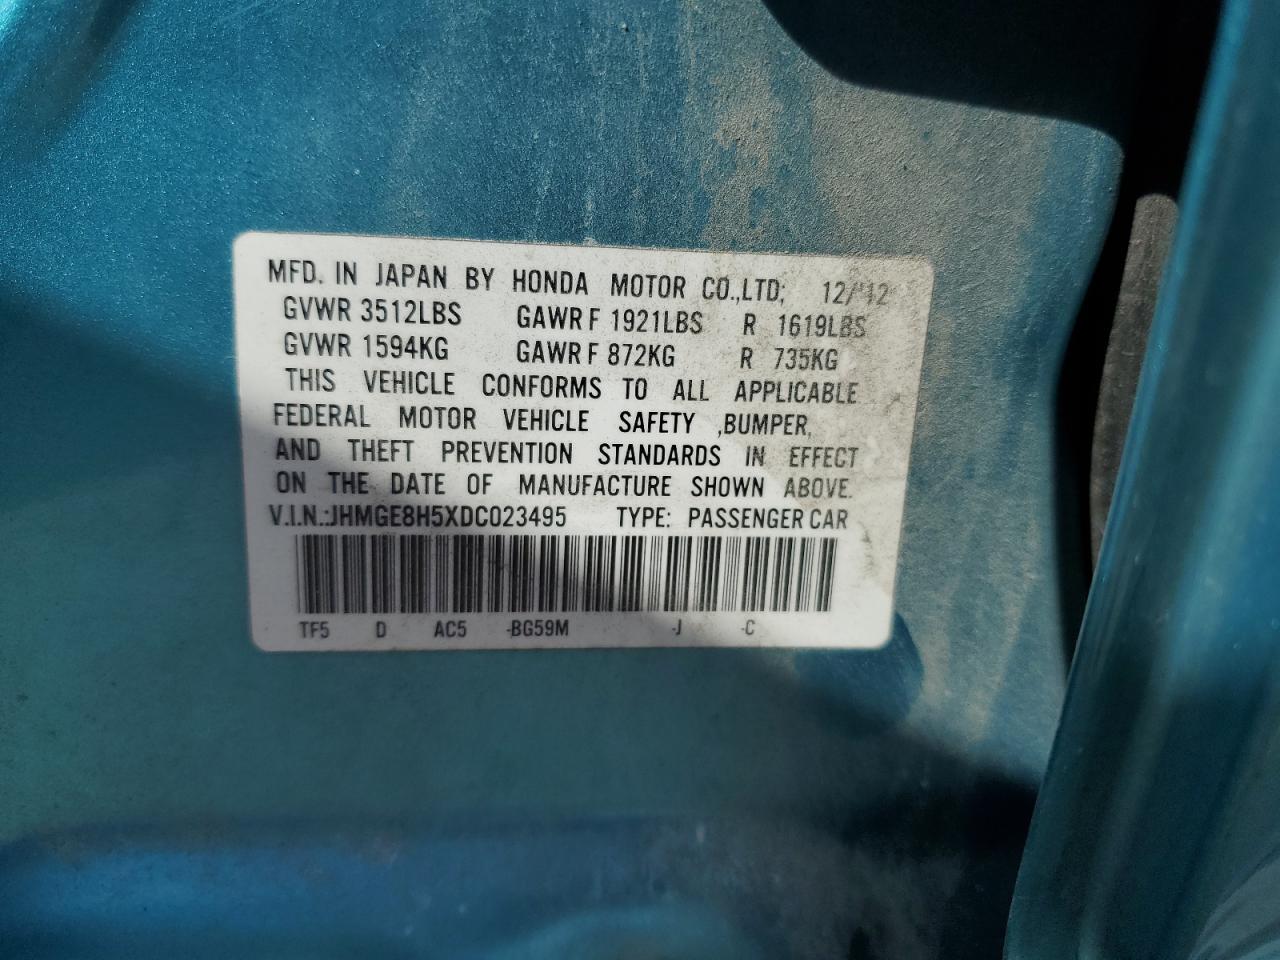 MFD. IN JAPAN BY HONDA MOTOR CO.,LTD; 12/'12
GVWR 3512LBS GAWR F 1921LBS R 1619LBS
GVWR 1594KG GAWR F 872KG R 735KG
THIS VEHICLE CONFORMS TO ALL APPLICABLE
FEDERAL MOTOR VEHICLE SAFETY ,BUMPER,
AND THEFT PREVENTION STANDARDS IN EFFECT
ON THE DATE OF MANUFACTURE SHOWN ABOVE.
V.I.N.:JHMGE8H5XDC023495 TYPE: PASSENGER CAR
TF5 D AC5 -BG59M -J -C